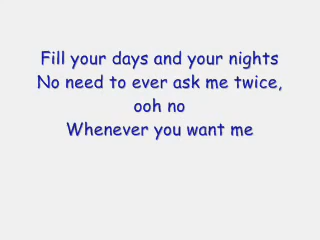 Fill your days and your nights
No need to ever ask me twice,
ooh no
Whenever you want me